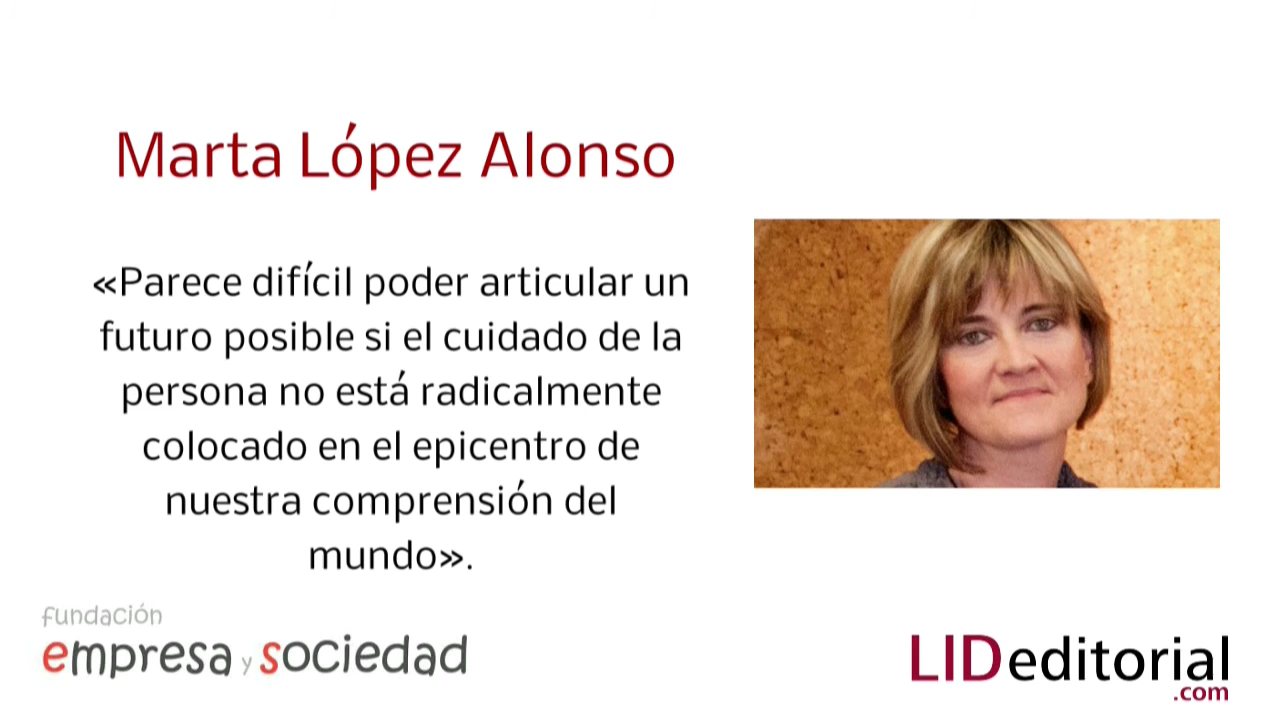 Marta López Alonso
«Parece difícil poder articular un
futuro posible si el cuidado de la
persona no está radicalmente
colocado en el epicentro de
nuestra comprensión del
mundo».
fundación
empresa y sociedad
LIDeditorial
.com